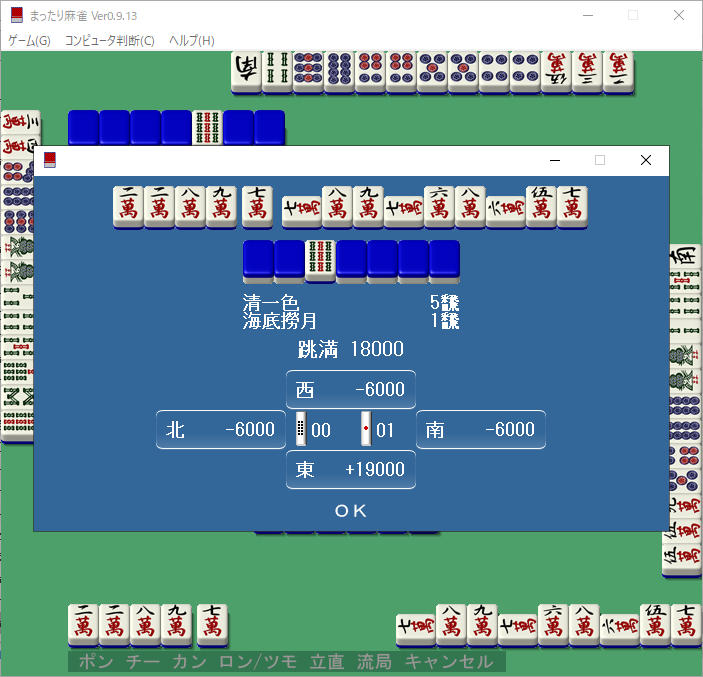 まったり麻雀 Ver0.9.13
ゲーム(G) コンピュータ判断(C) ヘルプ(H)
清一色 5飜
海底撈月 1飜
跳満 18000
西 -6000
北 -6000
00 01
南 -6000
東 +19000
OK
ポン チー カン ロン/ツモ 立直 流局 キャンセル